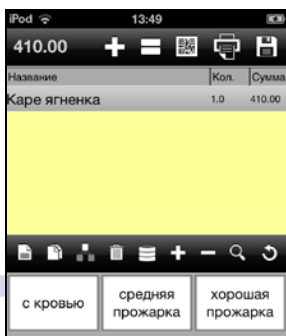 iPod 13:49
410.00
Название Кол. Сумма
Каре ягненка 1.0 410.00
с кровью
средняя
прожарка
хорошая
прожарка